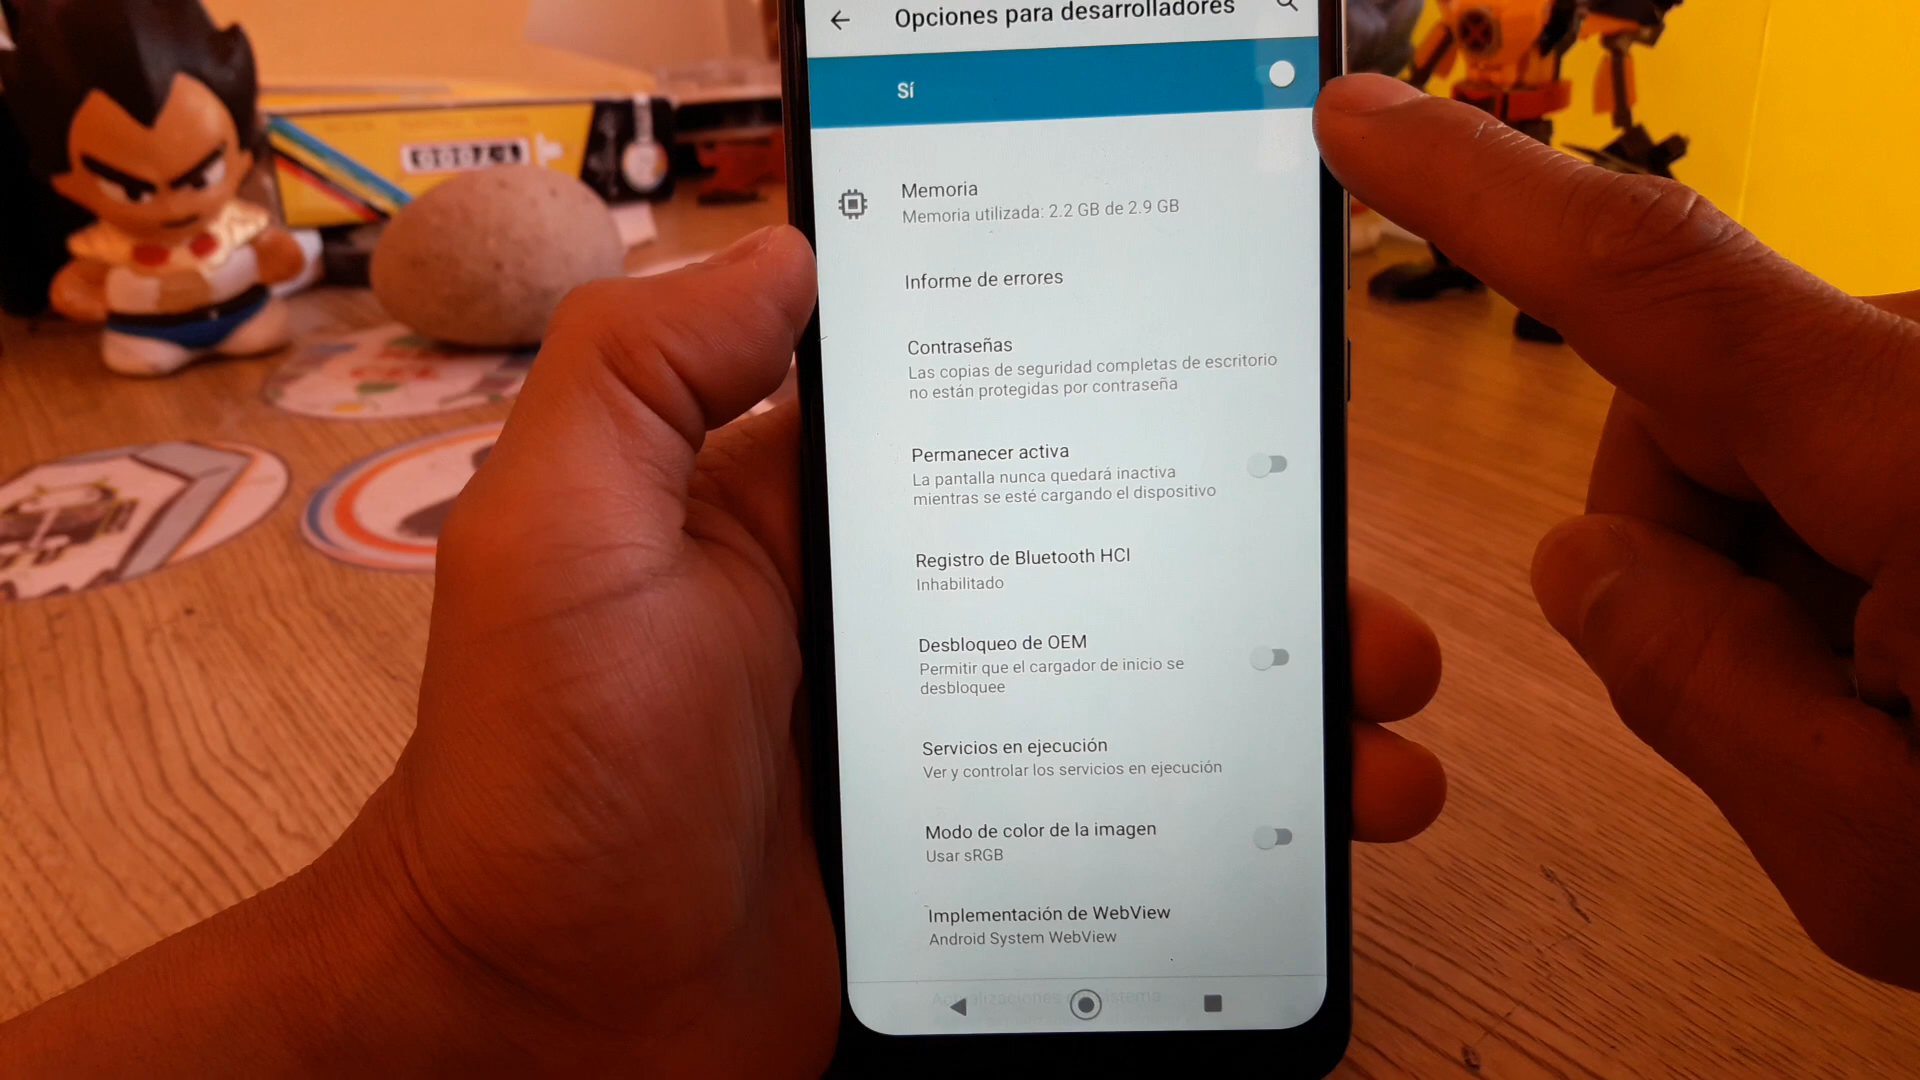 Opciones para desarrolladores
Sí
Memoria
Memoria utilizada: 2.2 GB de 2.9 GB
Informe de errores
Contraseñas
Las copias de seguridad completas de escritorio
no están protegidas por contraseña
Permanecer activa
La pantalla nunca quedará inactiva
mientras se esté cargando el dispositivo
Registro de Bluetooth HCI
Inhabilitado
Desbloqueo de OEM
Permitir que el cargador de inicio se
desbloquee
Servicios en ejecución
Ver y controlar los servicios en ejecución
Modo de color de la imagen
Usar sRGB
Implementación de WebView
Android System WebView